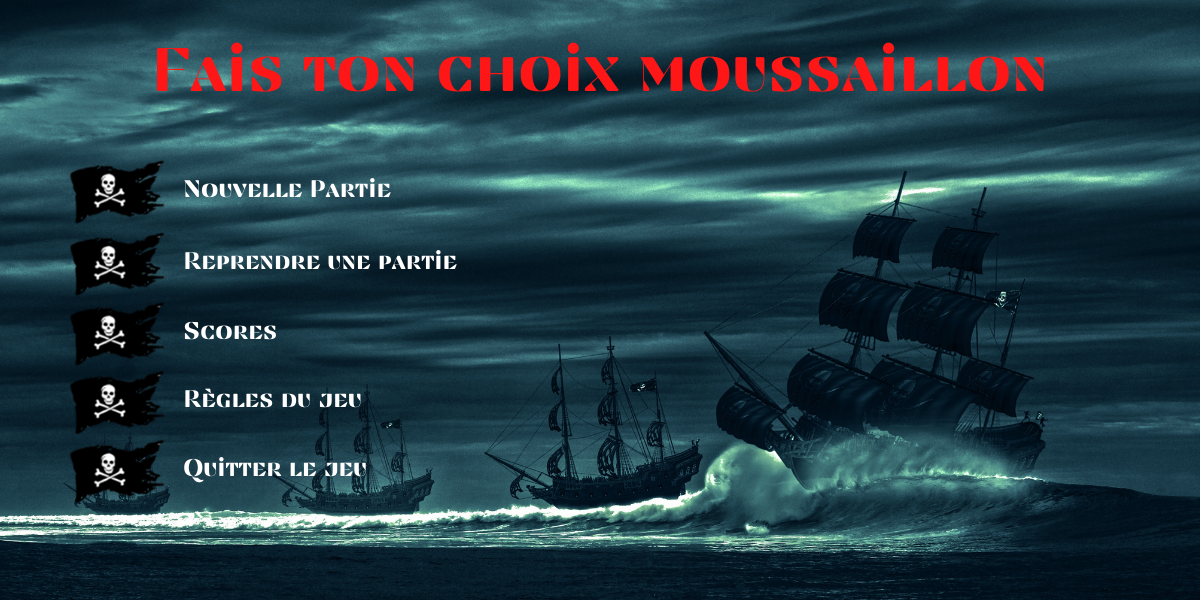 Fais ton choix moussaillon
Nouvelle Partie
Reprendre une partie
Scores
Règles du jeu
Quitter le jeu